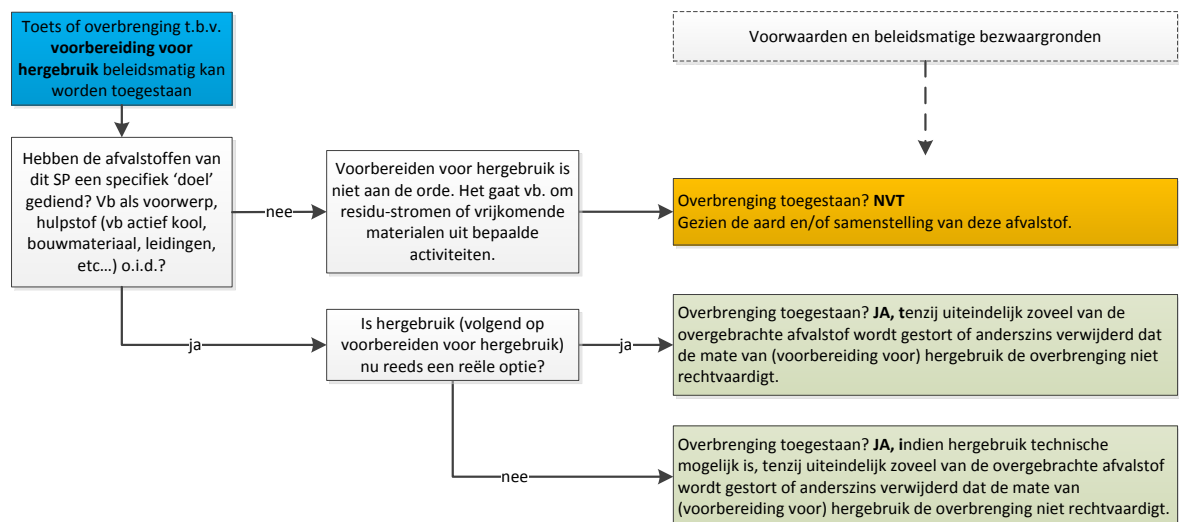 Toets of overbrenging t.b.v.
voorbereiding voor
hergebruik beleidsmatig kan
worden toegestaan
Voorwaarden en beleidsmatige bezwaargronden
Hebben de afvalstoffen van
dit SP een specifiek ‘doel’
gediend? Vb als voorwerp,
hulpstof (vb actief kool,
bouwmateriaal, leidingen,
etc…) o.i.d.?
nee
Voorbereiden voor hergebruik is
niet aan de orde. Het gaat vb. om
residu-stromen of vrijkomende
materialen uit bepaalde
activiteiten.
Overbrenging toegestaan? NVT
Gezien de aard en/of samenstelling van deze afvalstof.
ja
Is hergebruik (volgend op
voorbereiden voor hergebruik)
nu reeds een reële optie?
ja
Overbrenging toegestaan? JA, tenzij uiteindelijk zoveel van de
overgebrachte afvalstof wordt gestort of anderszins verwijderd dat
de mate van (voorbereiding voor) hergebruik de overbrenging niet
rechtvaardigt.
nee
Overbrenging toegestaan? JA, indien hergebruik technische
mogelijk is, tenzij uiteindelijk zoveel van de overgebrachte afvalstof
wordt gestort of anderszins verwijderd dat de mate van
(voorbereiding voor) hergebruik de overbrenging niet rechtvaardigt.